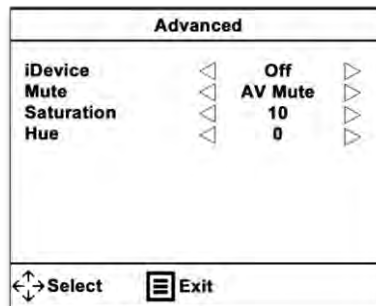 Advanced
iDevice Off
Mute AV Mute
Saturation 10
Hue 0
Select Exit